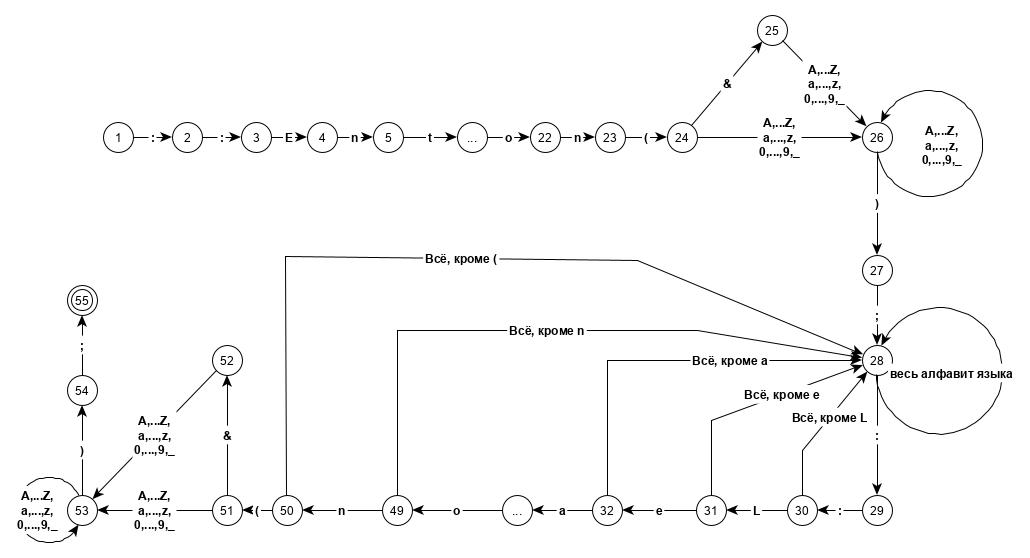 25
&
A,...Z,
a,...,z,
0,...,9,_
1
:
2
:
3
E
4
n
5
t
...
o
22
n
23
(
24
A,...Z,
a,...,z,
0,...,9,_
26
A,...Z,
a,...,z,
0,...,9,_
)
27
;
Всё, кроме (
55
;
Всё, кроме n
52
Всё, кроме a
28
весь алфавит языка
54
Всё, кроме e
Всё, кроме L
A,...Z,
a,...,z,
0,...,9,_
&
:
)
A,...Z,
a,...,z,
0,...,9,_
53
A,...Z,
a,...,z,
0,...,9,_
51
(
50
n
49
o
...
a
32
e
31
L
30
:
29